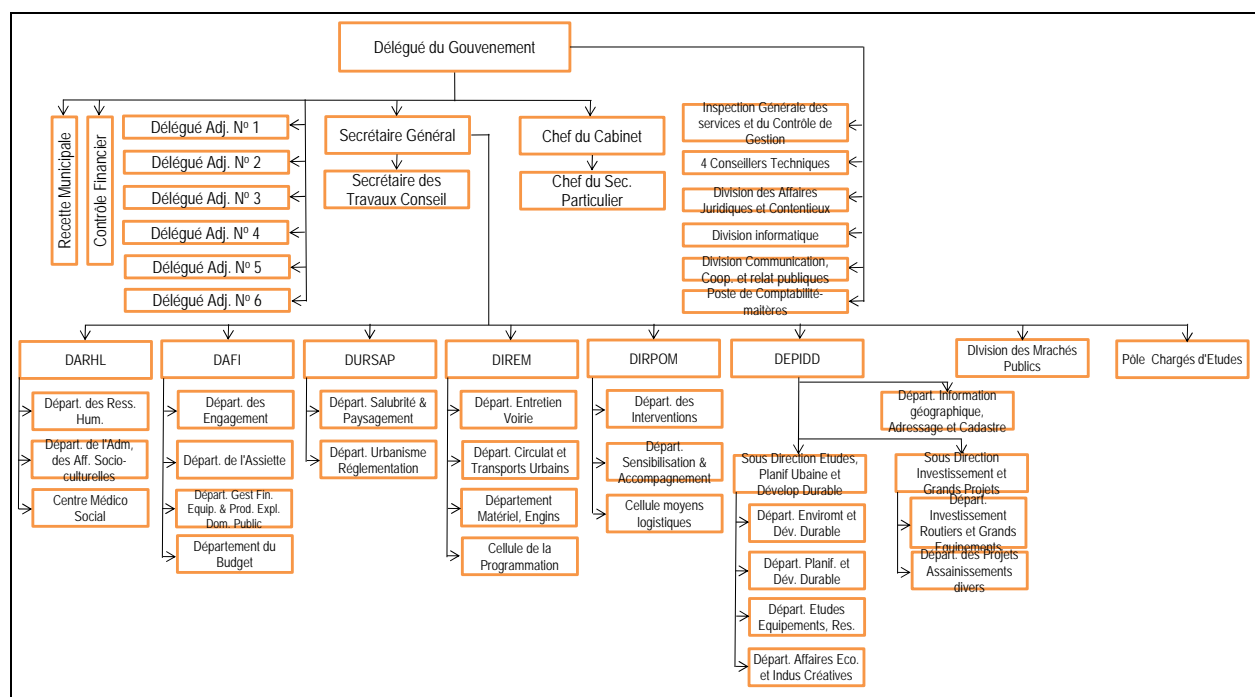 Délégué du Gouvenement
Recette Municipale
Contrôle Financier
Délégué Adj. Nº 1
Délégué Adj. Nº 2
Délégué Adj. Nº 3
Délégué Adj. Nº 4
Délégué Adj. Nº 5
Délégué Adj. Nº 6
Secrétaire
Général
Secrétaire des
Travaux Conseil
Chef du Cabinet
Chef du Sec.
Particulier
Inspection Générale des
services et du Contrôle de
Gestion
4 Conseillers Techniques
Division des Affaires
Juridiques et Contentieux
Division informatique
Division Communication,
Coop. et relat publiques
Poste de Comptabilité-
maitères
DARHL
Départ. des Ress.
Hum.
Départ. de l'Adm,
des Aff. Socio-
culturelles
Centre Médico
Social
DAFI
Départ. des
Engagement
Départ. de l'Assiette
Départ. Gest Fin.
Equip. & Prod. Expl.
Dom. Public
Département du
Budget
DURSAP
Départ. Salubrité &
Paysagement
Départ. Urbanisme
Réglementation
DIREM
Départ. Entretien
Voirie
Départ. Circulat et
Transports Urbains
Département
Matériel, Engins
Cellule de la
Programmation
DIRPOM
Départ. des
Interventions
Départ.
Sensibilisation &
Accompagnement
Cellule moyens
logistiques
DEPIDD
Départ. Information
géographique,
Adressage et Cadastre
Sous Direction Etudes,
Planif Ubaine et
Dévelop Durable
Départ. Enviromt et
Dév. Durable
Départ. Planif. et
Dév. Durable
Départ. Etudes
Equipements, Res.
Départ. Affaires Eco.
et Indus Créatives
Sous Direction
Investissement et
Grands Projets
Départ.
Investissement
Routiers et Grands
Equinements
Départ. des Projets
Assainissements
divers
DIvision des Mrachés
Publics
Pôle Chargés d'Etudes